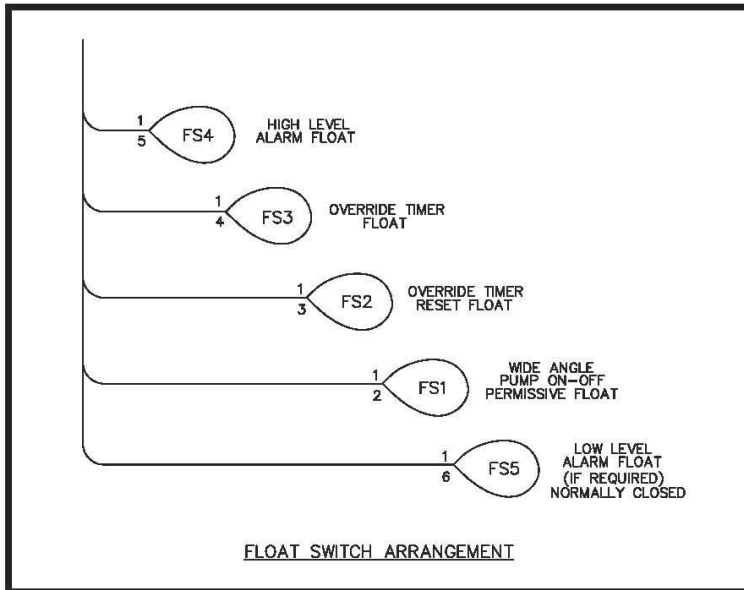 1
5
FS4
HIGH LEVEL
ALARM FLOAT
1
4
FS3
OVERRIDE TIMER
FLOAT
1
3
FS2
OVERRIDE TIMER
RESET FLOAT
1
2
FS1
WIDE ANGLE
PUMP ON-OFF
PERMISSIVE FLOAT
1
6
FS5
LOW LEVEL
ALARM FLOAT
(IF REQUIRED)
NORMALLY CLOSED
FLOAT SWITCH ARRANGEMENT